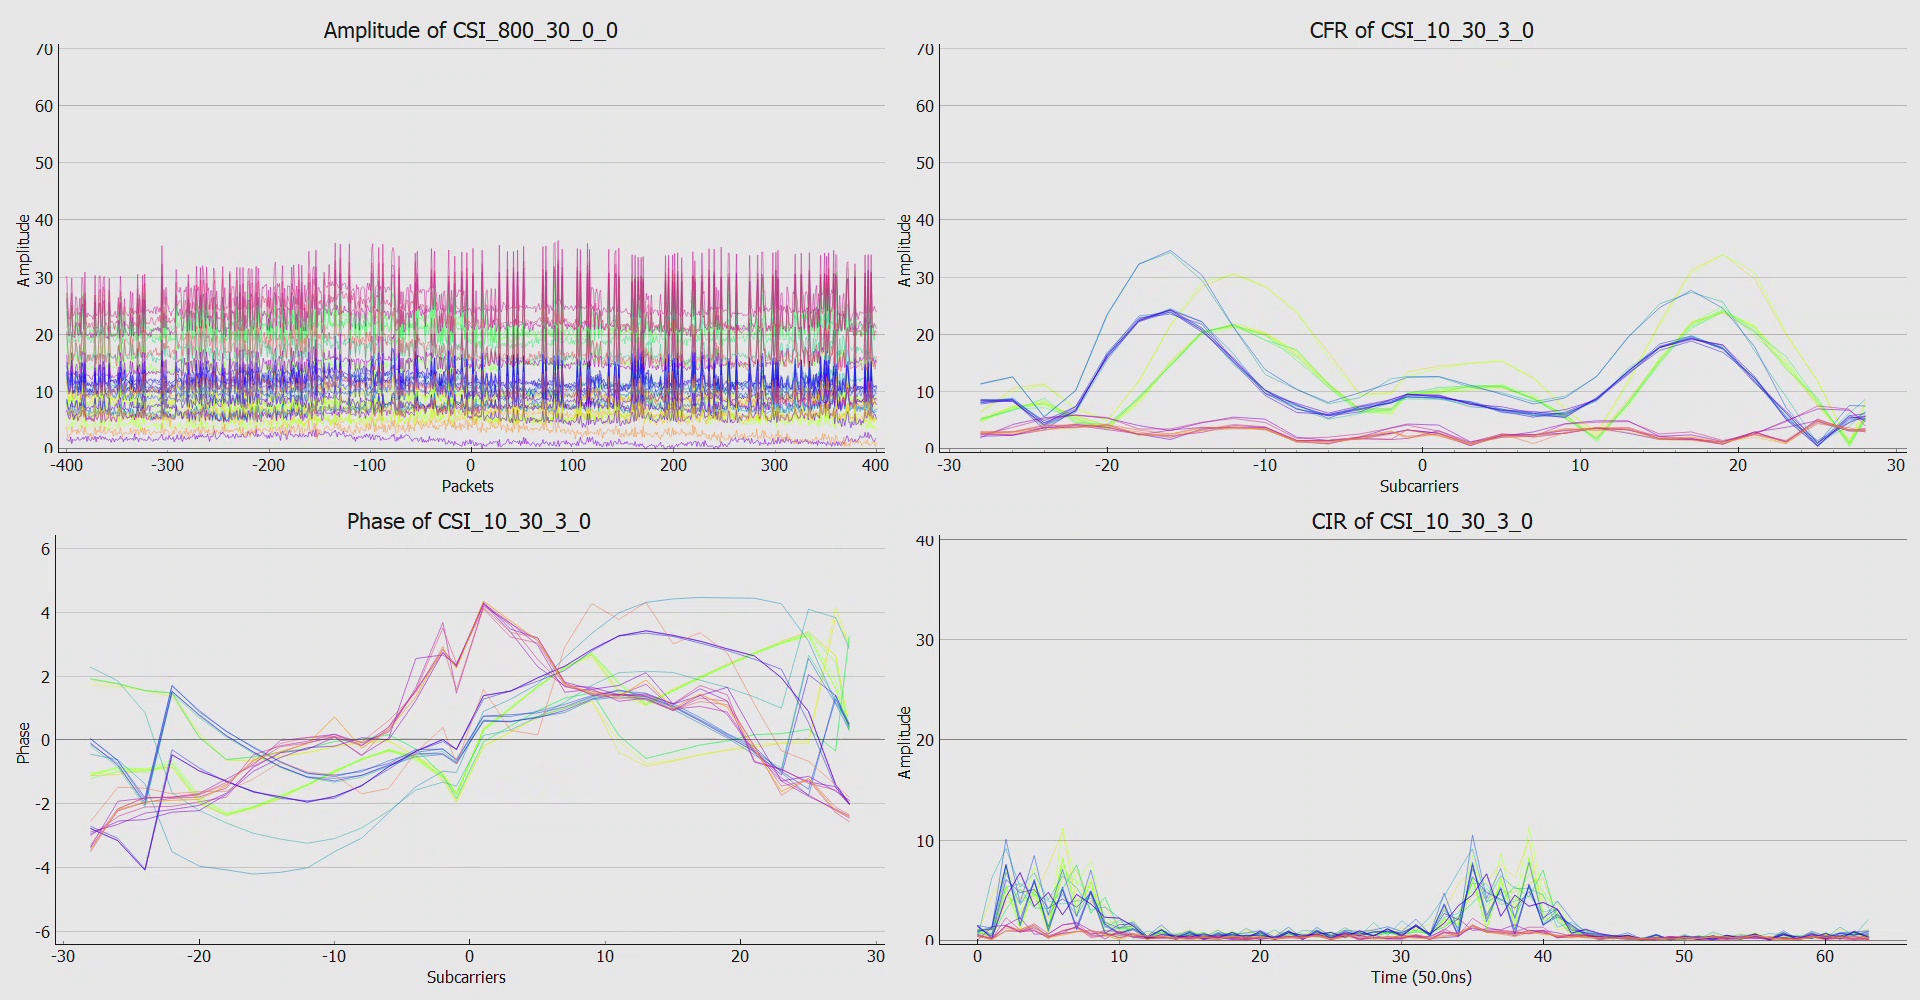 Amplitude of CSI_800_30_0_0
70
60
50
40
30
20
10
0
Amplitude
-400 -300 -200 -100 0 100 200 300 400
Packets
CFR of CSI_10_30_3_0
70
60
50
40
30
20
10
0
Amplitude
-30 -20 -10 0 10 20 30
Subcarriers
Phase of CSI_10_30_3_0
6
4
2
0
-2
-4
-6
Phase
-30 -20 -10 0 10 20 30
Subcarriers
CIR of CSI_10_30_3_0
40
30
20
10
0
Amplitude
0 10 20 30 40 50 60
Time (50.0ns)